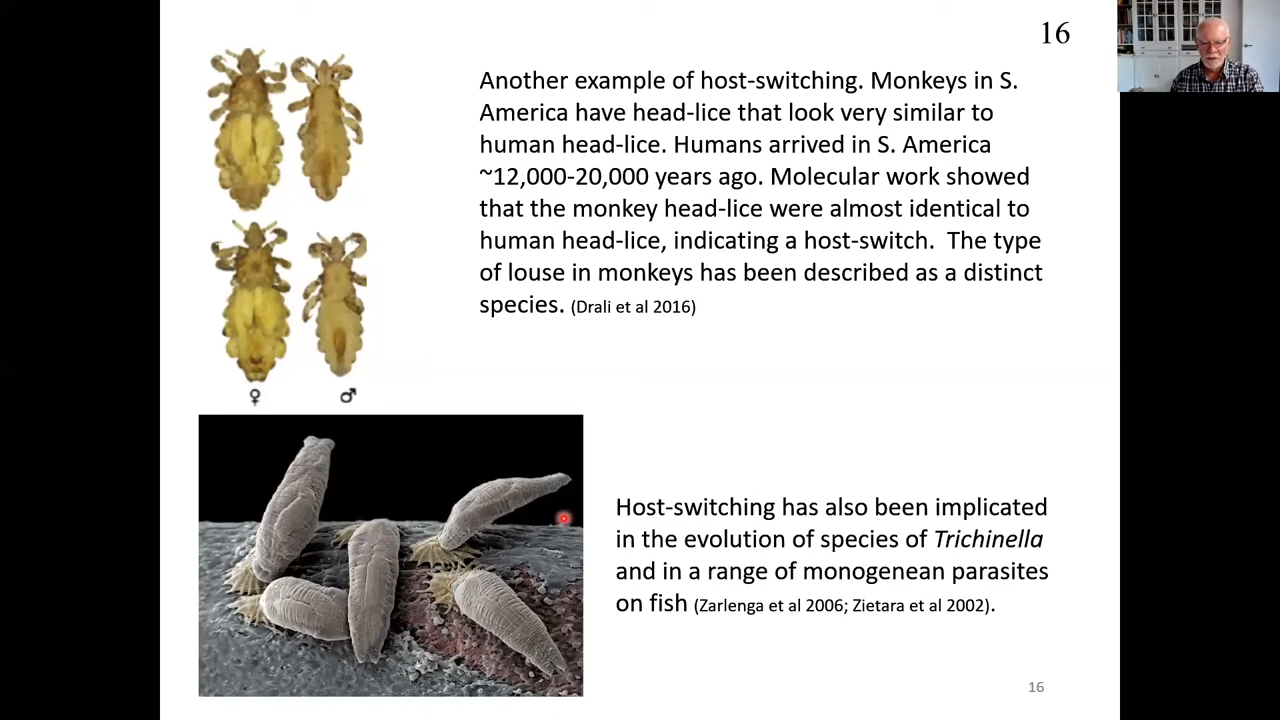 16
Another example of host-switching. Monkeys in S.
America have head-lice that look very similar to
human head-lice. Humans arrived in S. America
~12,000-20,000 years ago. Molecular work showed
that the monkey head-lice were almost identical to
human head-lice, indicating a host-switch.  The type
of louse in monkeys has been described as a distinct
species. (Drali et al 2016)
♀ ♂
Host-switching has also been implicated
in the evolution of species of Trichinella
and in a range of monogenean parasites
on fish (Zarlenga et al 2006; Zietara et al 2002).
16